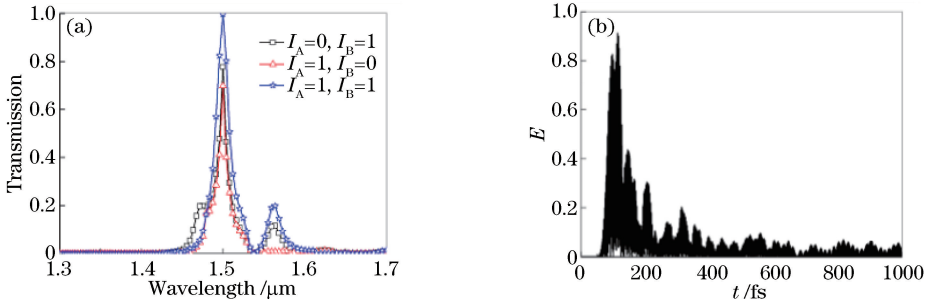 (a)
I_A=0, I_B=1
I_A=1, I_B=0
I_A=1, I_B=1
Transmission
1.0
0.8
0.6
0.4
0.2
0
1.3
1.4
1.5
1.6
1.7
Wavelength /μm
(b)
E
1.0
0.8
0.6
0.4
0.2
0
0
200
400
600
800
1000
t /fs